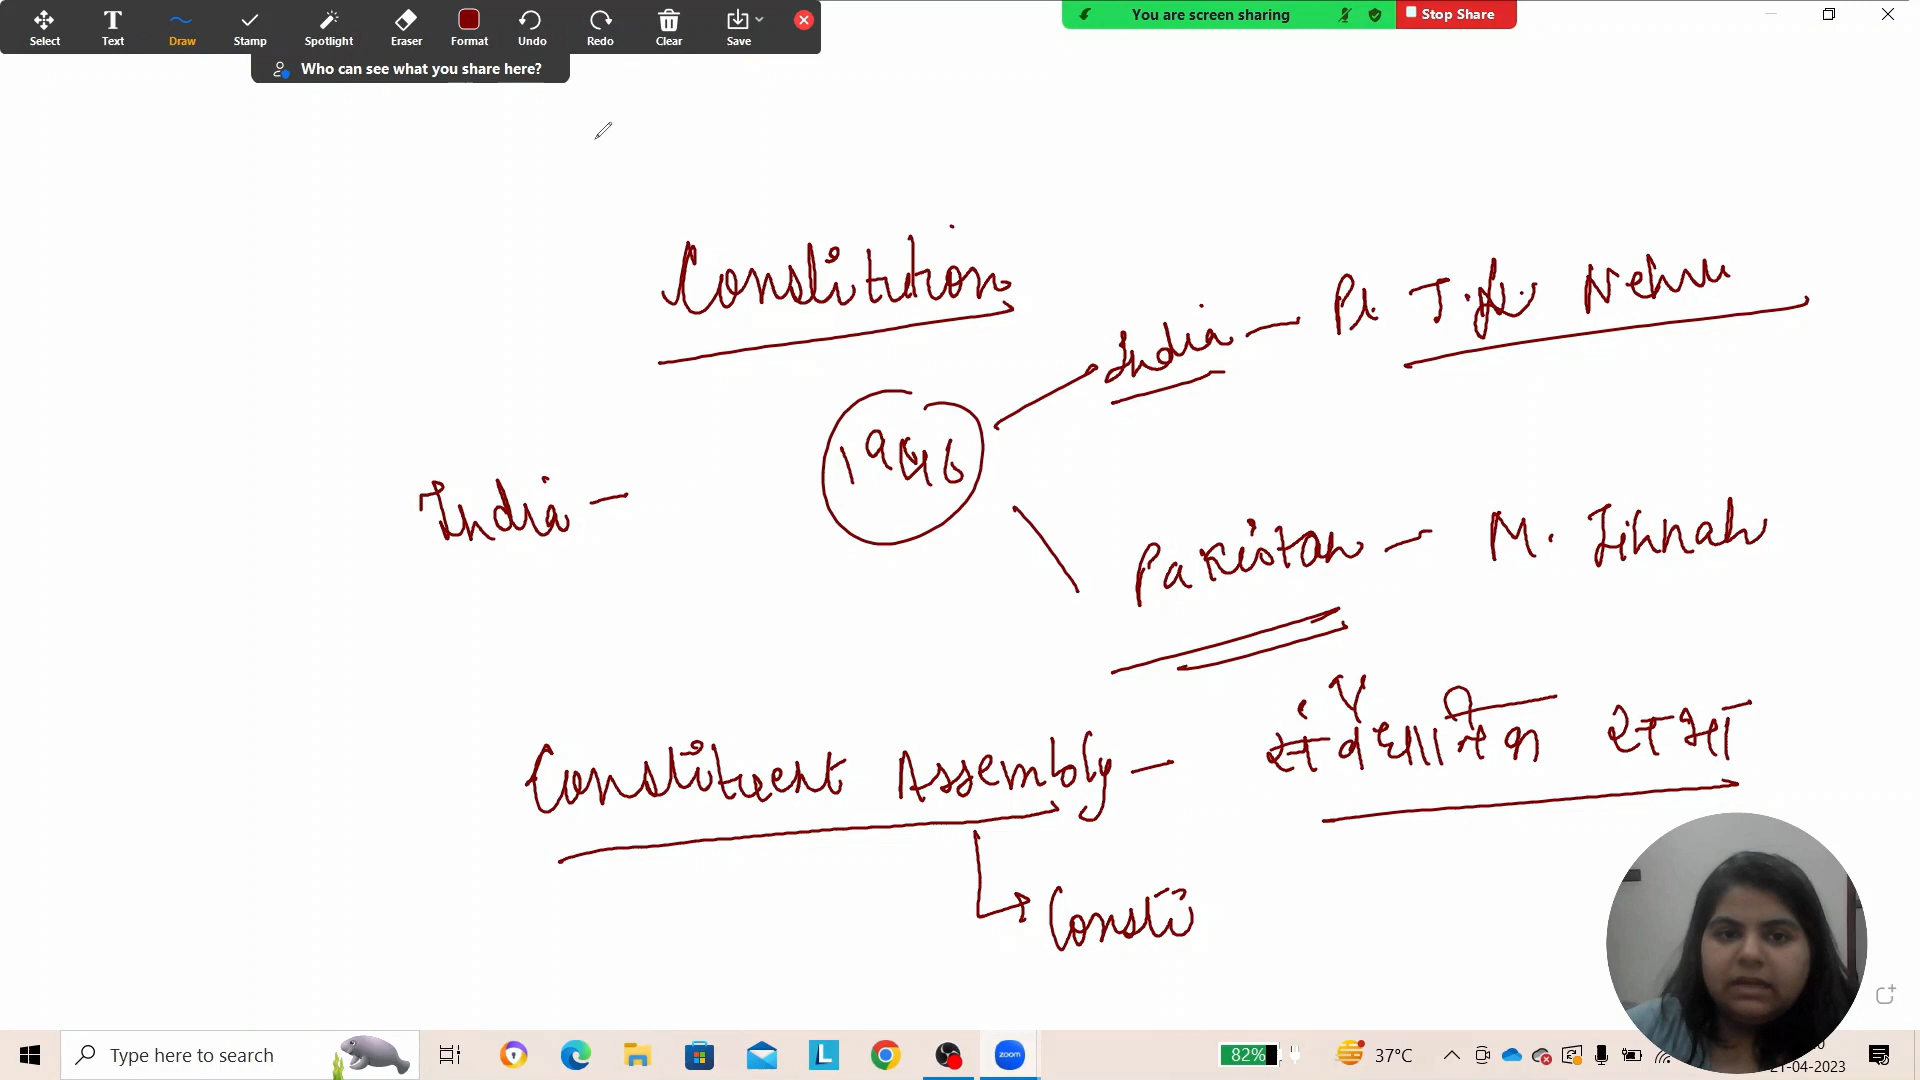 Select Text Draw Stamp Spotlight Eraser Format Undo Redo Clear Save
You are screen sharing Stop Share
Who can see what you share here?
Constitution
India — Pt. J.L. Nehru
1946
India —
Pakistan — M. Jinnah
Constituent Assembly — संवैधानिक सभा
Consti
Type here to search
L
zoom
82%
37°C
21-04-2023